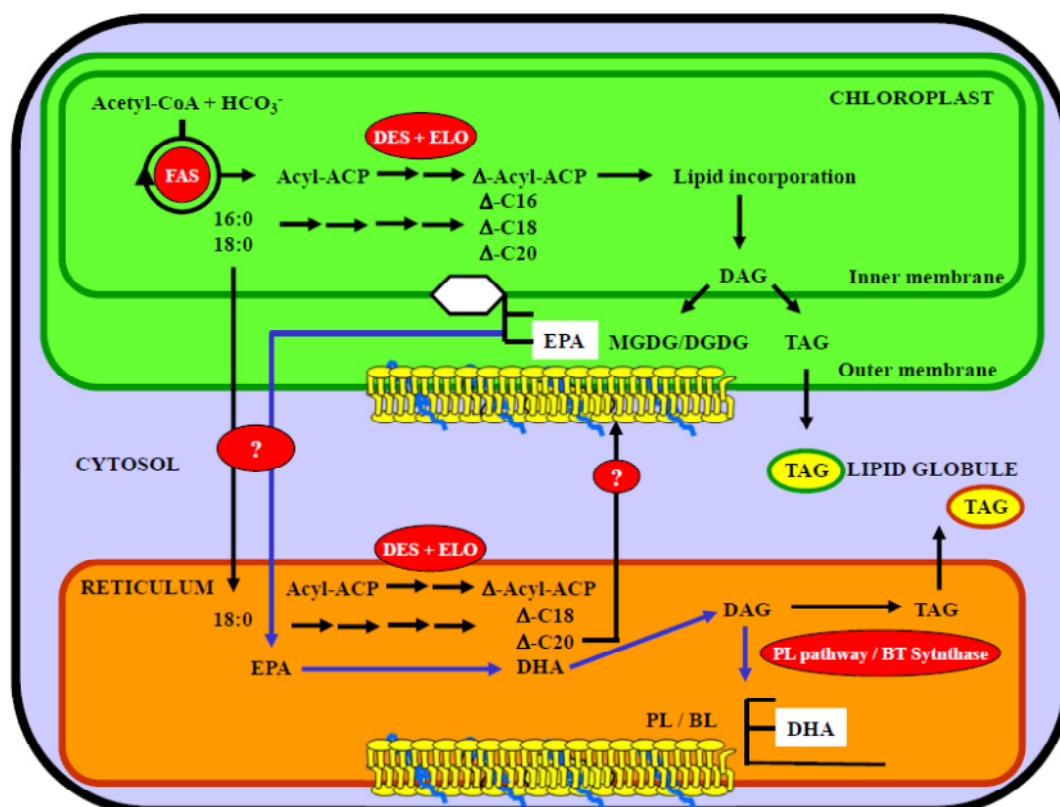 Acetyl-CoA + HCO₃⁻
CHLOROPLAST
DES + ELO
FAS
Acyl-ACP
Δ-Acyl-ACP
Lipid incorporation
Δ-C16
16:0
Δ-C18
18:0
Δ-C20
DAG
Inner membrane
EPA
MGDG/DGDG
TAG
Outer membrane
?
CYTOSOL
?
TAG
LIPID GLOBULE
TAG
DES + ELO
RETICULUM
Acyl-ACP
Δ-Acyl-ACP
18:0
Δ-C18
DAG
TAG
Δ-C20
EPA
DHA
PL pathway / BT Sytnthase
PL / BL
DHA